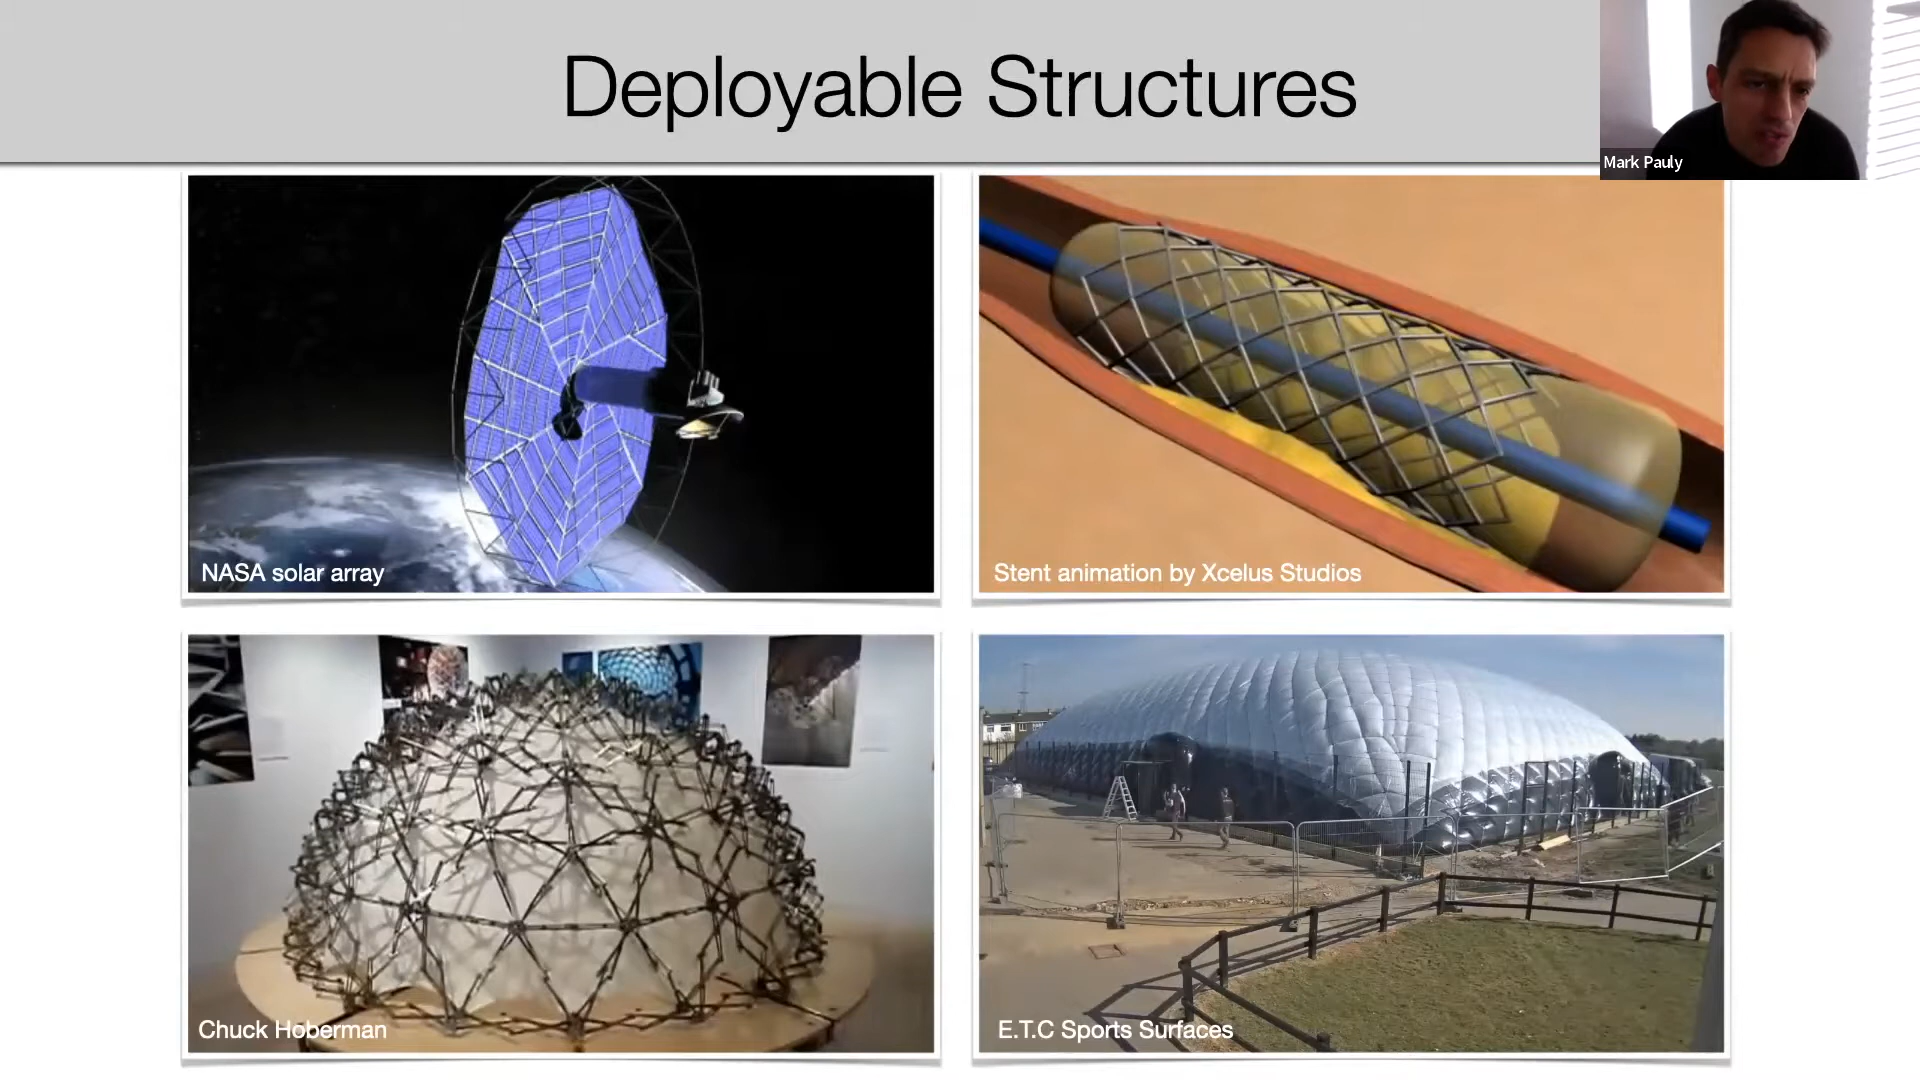 Deployable Structures
Mark Pauly
NASA solar array
Stent animation by Xcelus Studios
Chuck Hoberman
E.T.C Sports Surfaces